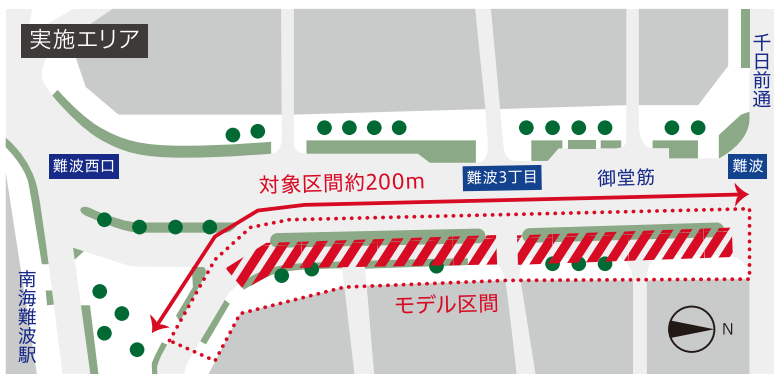 実施エリア
千日前通
難波西口
対象区間約200m
難波3丁目
御堂筋
難波
南海難波駅
モデル区間
N